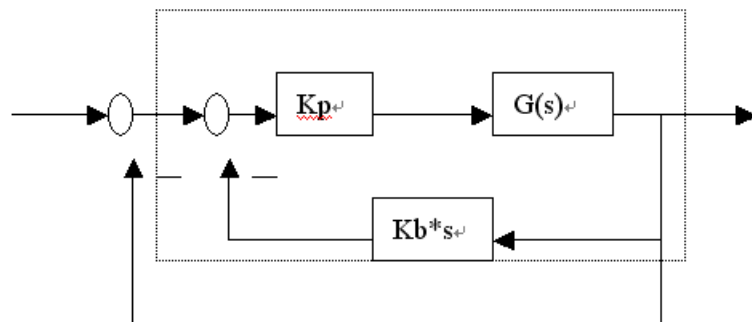 Kp↵
G(s)↵
— —
Kb*s↵